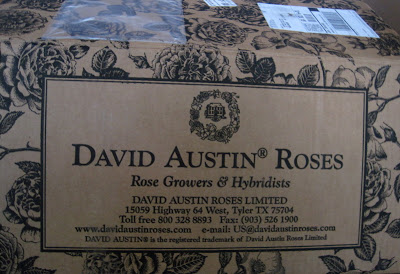 DAVID AUSTIN® ROSES
Rose Growers & Hybridists
DAVID AUSTIN ROSES LIMITED
15059 Highway 64 West, Tyler TX 75704
Toll free 800 328 8893 Fax: (903) 526 1900
www.davidaustinroses.com e-mail: US@davidaustinroses.com
DAVID AUSTIN® is the registered trademark of David Austin Roses Limited